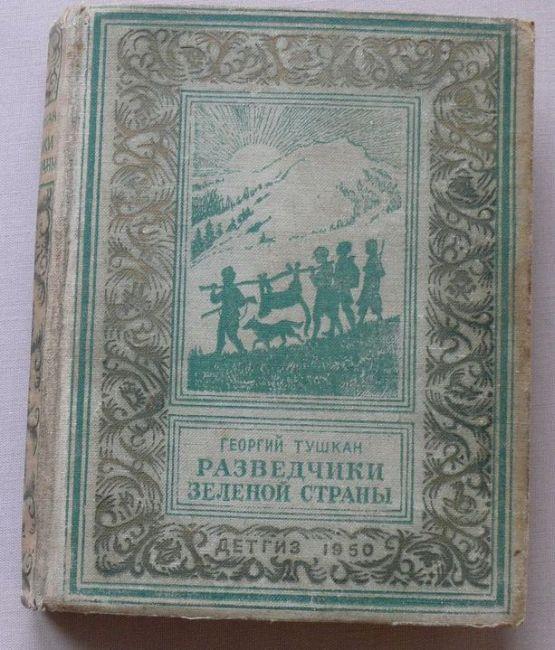 ГЕОРГИЙ ТУШКАН
РАЗВЕДЧИКИ
ЗЕЛЕНОЙ СТРАНЫ
ДЕТГИЗ 1950